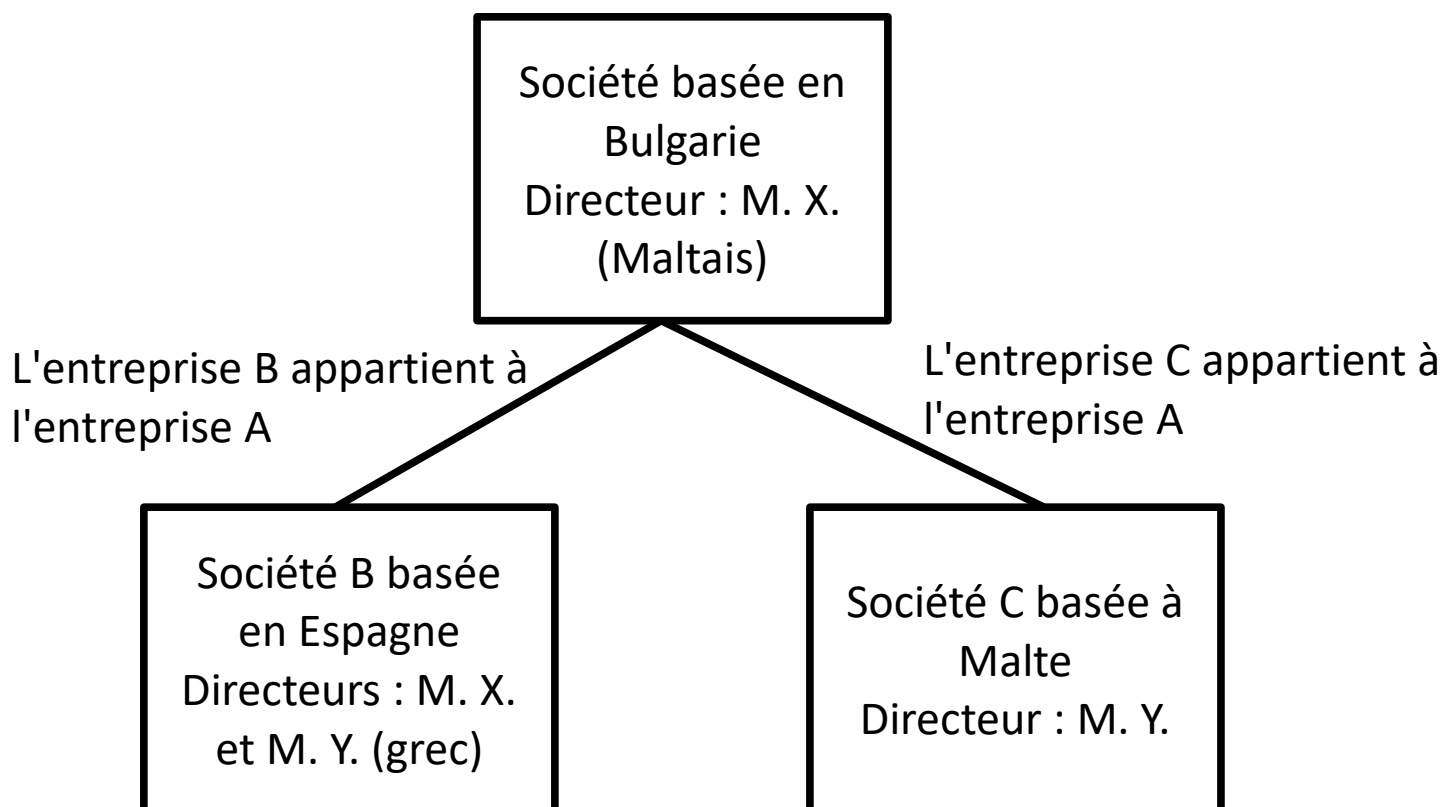 Société basée en
Bulgarie
Directeur : M. X.
(Maltais)
L'entreprise B appartient à
l'entreprise A
L'entreprise C appartient à
l'entreprise A
Société B basée
en Espagne
Directeurs : M. X.
et M. Y. (grec)
Société C basée à
Malte
Directeur : M. Y.